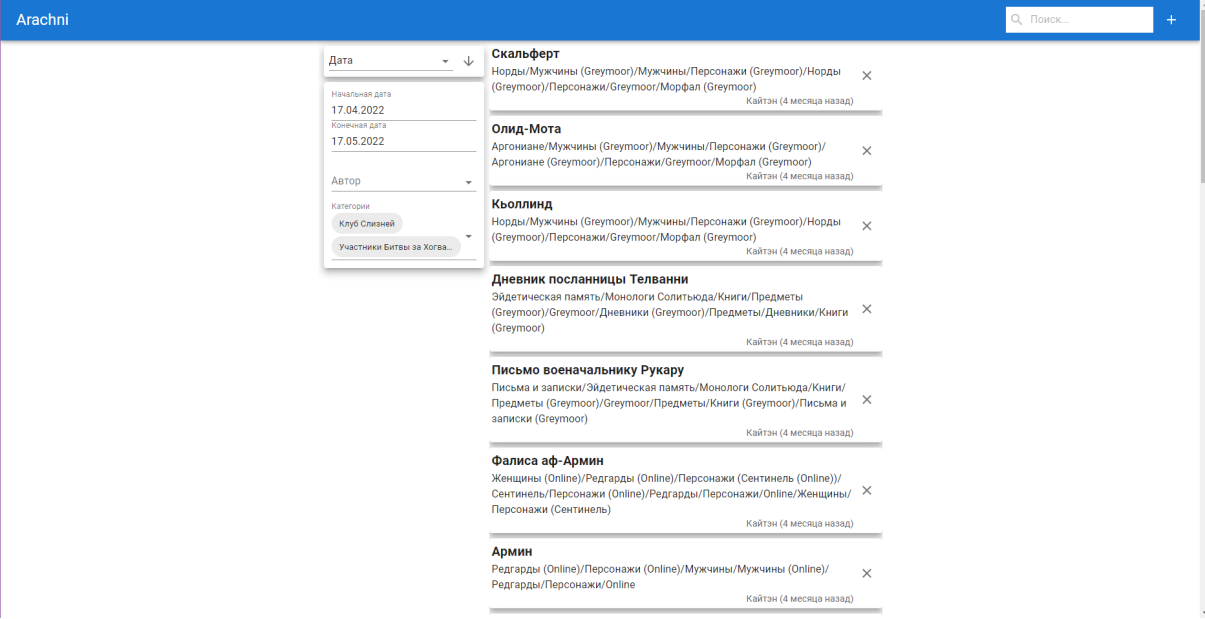 Arachni
Поиск...
Дата
Начальная дата
17.04.2022
Конечная дата
17.05.2022
Автор
Категории
Клуб Слизней
Участники Битвы за Хогва...
Скальферт
Норды/Мужчины (Greymoor)/Мужчины/Персонажи (Greymoor)/Норды
(Greymoor)/Персонажи/Greymoor/Морфал (Greymoor)
Кайтэн (4 месяца назад)
Олид-Мота
Аргониане/Мужчины (Greymoor)/Мужчины/Персонажи (Greymoor)/
Аргониане (Greymoor)/Персонажи/Greymoor/Морфал (Greymoor)
Кайтэн (4 месяца назад)
Кьоллинд
Норды/Мужчины (Greymoor)/Мужчины/Персонажи (Greymoor)/Норды
(Greymoor)/Персонажи/Greymoor/Морфал (Greymoor)
Кайтэн (4 месяца назад)
Дневник посланницы Телванни
Эйдетическая память/Монологи Солитьюда/Книги/Предметы
(Greymoor)/Greymoor/Дневники (Greymoor)/Предметы/Дневники/Книги
(Greymoor)
Кайтэн (4 месяца назад)
Письмо военачальнику Рукару
Письма и записки/Эйдетическая память/Монологи Солитьюда/Книги/
Предметы (Greymoor)/Greymoor/Предметы/Книги (Greymoor)/Письма и
записки (Greymoor)
Кайтэн (4 месяца назад)
Фалиса аф-Армин
Женщины (Online)/Редгарды (Online)/Персонажи (Сентинель (Online))/
Сентинель/Персонажи (Online)/Редгарды/Персонажи/Online/Женщины/
Персонажи (Сентинель)
Кайтэн (4 месяца назад)
Армин
Редгарды (Online)/Персонажи (Online)/Мужчины/Мужчины (Online)/
Редгарды/Персонажи/Online
Кайтэн (4 месяца назад)